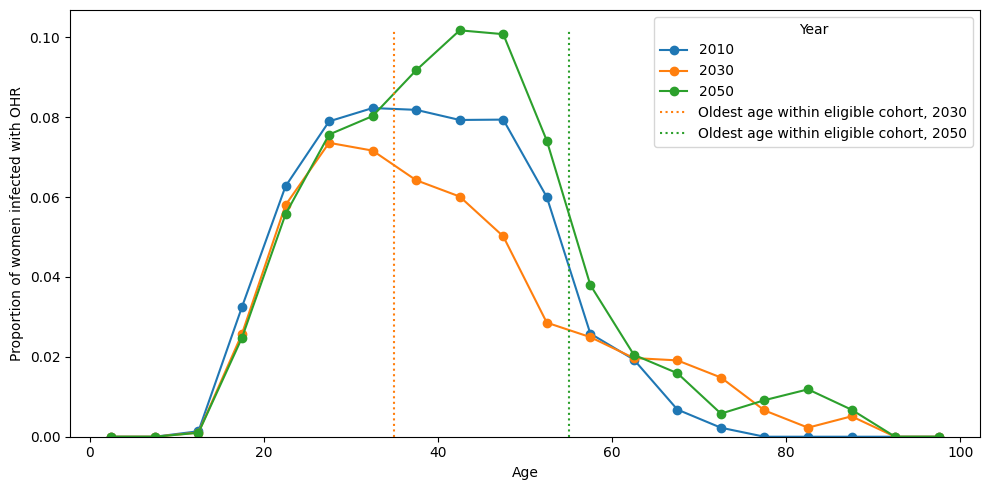 Year
2010
2030
2050
Oldest age within eligible cohort, 2030
Oldest age within eligible cohort, 2050
Proportion of women infected with OHR
0.10
0.08
0.06
0.04
0.02
0.00
0 20 40 60 80 100
Age